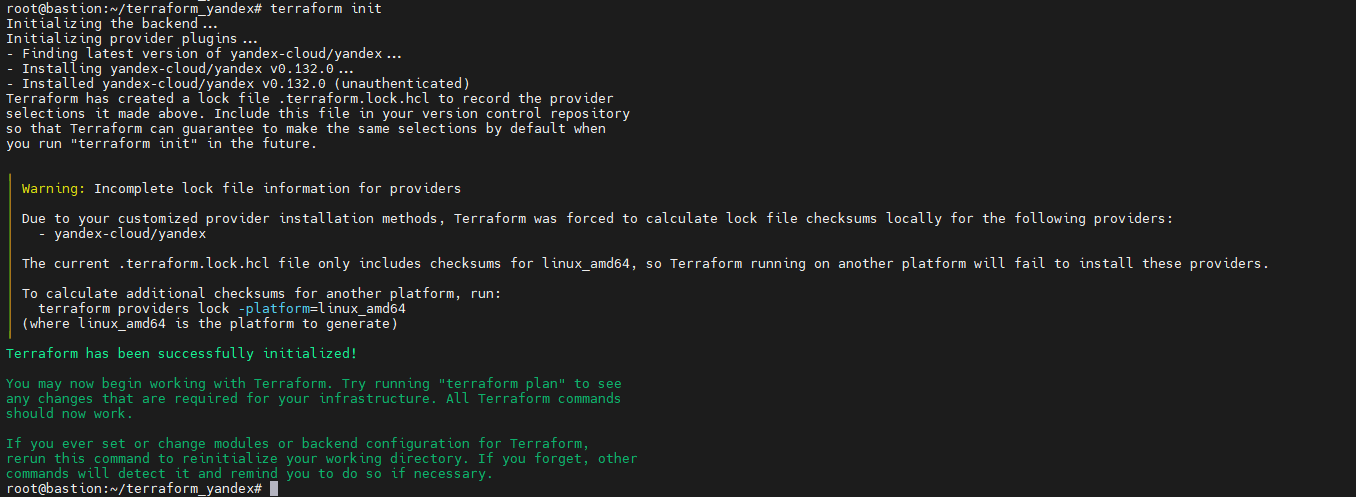 root@bastion:~/terraform_yandex# terraform init
Initializing the backend...
Initializing provider plugins...
- Finding latest version of yandex-cloud/yandex...
- Installing yandex-cloud/yandex v0.132.0...
- Installed yandex-cloud/yandex v0.132.0 (unauthenticated)
Terraform has created a lock file .terraform.lock.hcl to record the provider
selections it made above. Include this file in your version control repository
so that Terraform can guarantee to make the same selections by default when
you run "terraform init" in the future.
Warning: Incomplete lock file information for providers
Due to your customized provider installation methods, Terraform was forced to calculate lock file checksums locally for the following providers:
- yandex-cloud/yandex
The current .terraform.lock.hcl file only includes checksums for linux_amd64, so Terraform running on another platform will fail to install these providers.
To calculate additional checksums for another platform, run:
terraform providers lock -platform=linux_amd64
(where linux_amd64 is the platform to generate)
Terraform has been successfully initialized!
You may now begin working with Terraform. Try running "terraform plan" to see
any changes that are required for your infrastructure. All Terraform commands
should now work.
If you ever set or change modules or backend configuration for Terraform,
rerun this command to reinitialize your working directory. If you forget, other
commands will detect it and remind you to do so if necessary.
root@bastion:~/terraform_yandex#